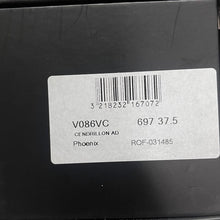 3 218232 167072
V086VC 697 37.5
CENDRILLON AD
Phoenix ROF-031485